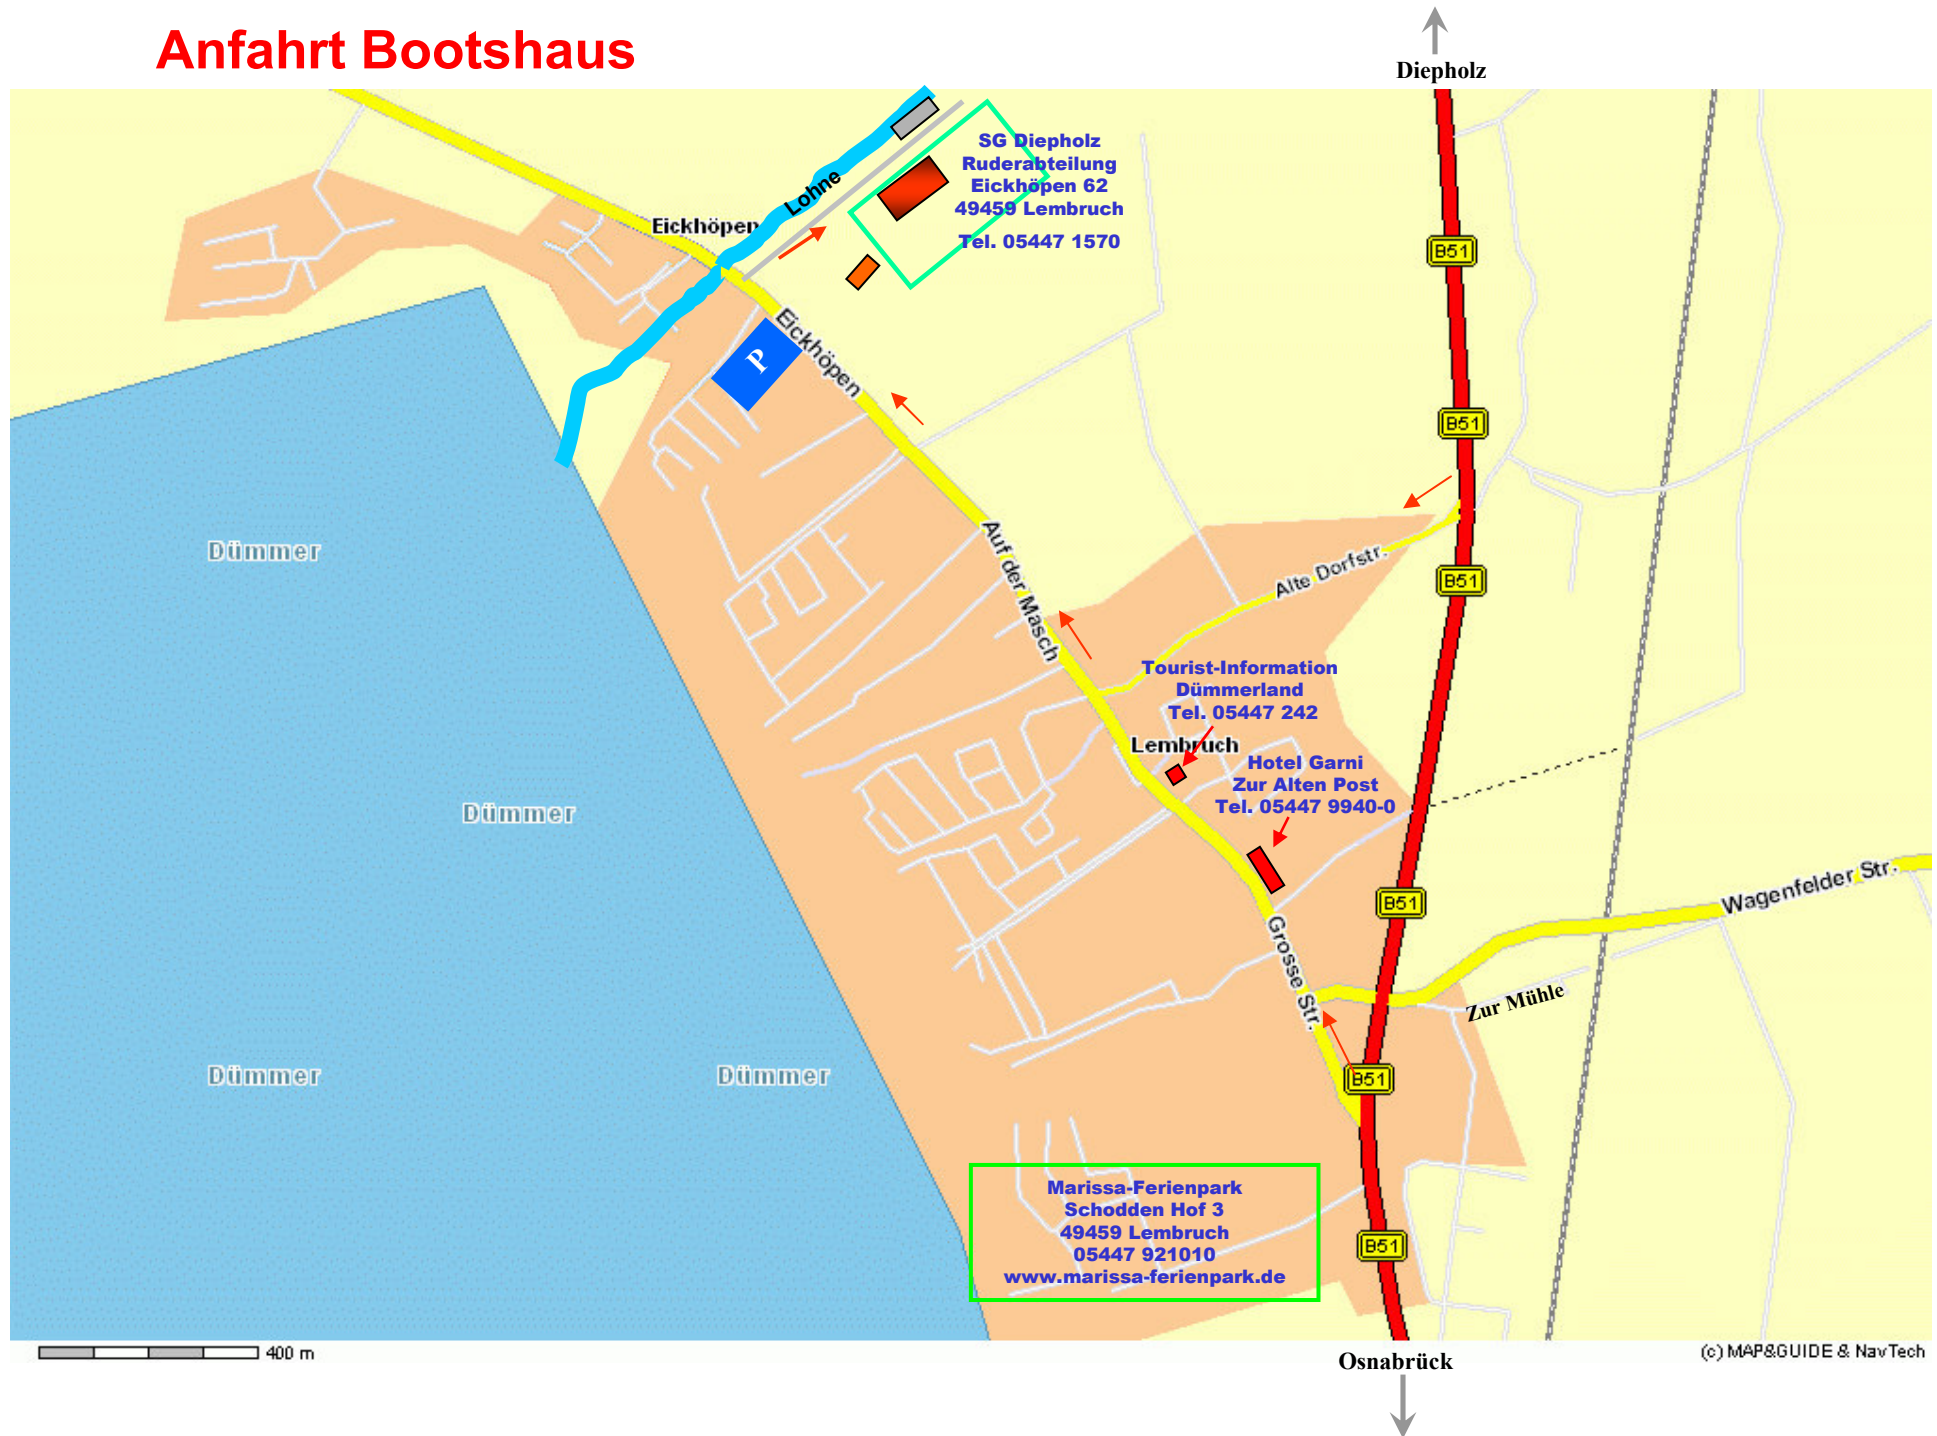 Anfahrt Bootshaus
Diepholz
SG Diepholz
Ruderabteilung
Eickhöpen 62
49459 Lembruch
Tel. 05447 1570
Lohne
Eickhöpen
B51
P
Eickhöpen
B51
Dümmer
Auf der Masch
Alte Dorfstr.
B51
Tourist-Information
Dümmerland
Tel. 05447 242
Lembruch
Hotel Garni
Zur Alten Post
Tel. 05447 9940-0
Dümmer
Wagenfelder Str.
B51
Grosse Str.
Zur Mühle
Dümmer
Dümmer
B51
Marissa-Ferienpark
Schodden Hof 3
49459 Lembruch
05447 921010
www.marissa-ferienpark.de
B51
400 m
(c) MAP&GUIDE & NavTech
Osnabrück